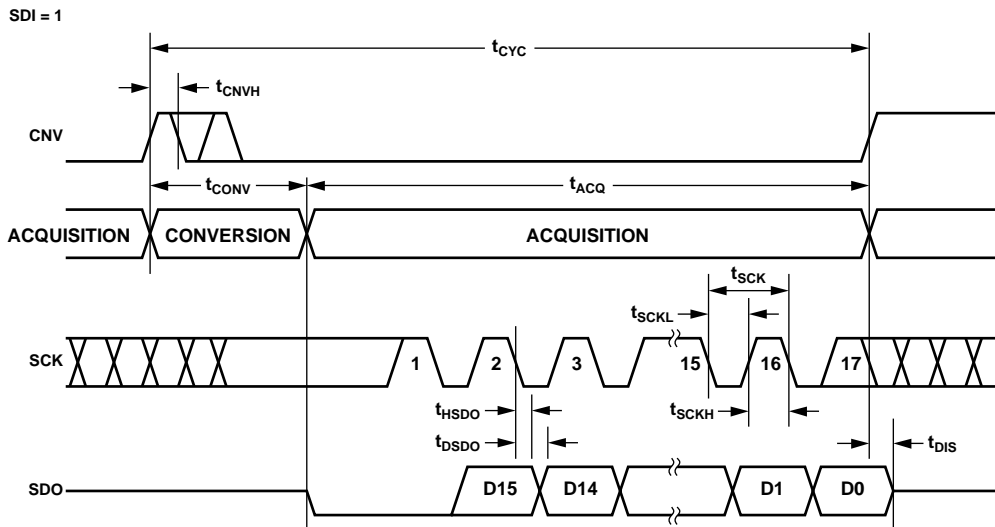 SDI = 1
tCYC
tCNVH
CNV
tCONV
tACQ
ACQUISITION
CONVERSION
ACQUISITION
tSCK
tSCKL
SCK
1
2
3
15
16
17
tHSDO
tSCKH
tDSDO
tDIS
SDO
D15
D14
D1
D0